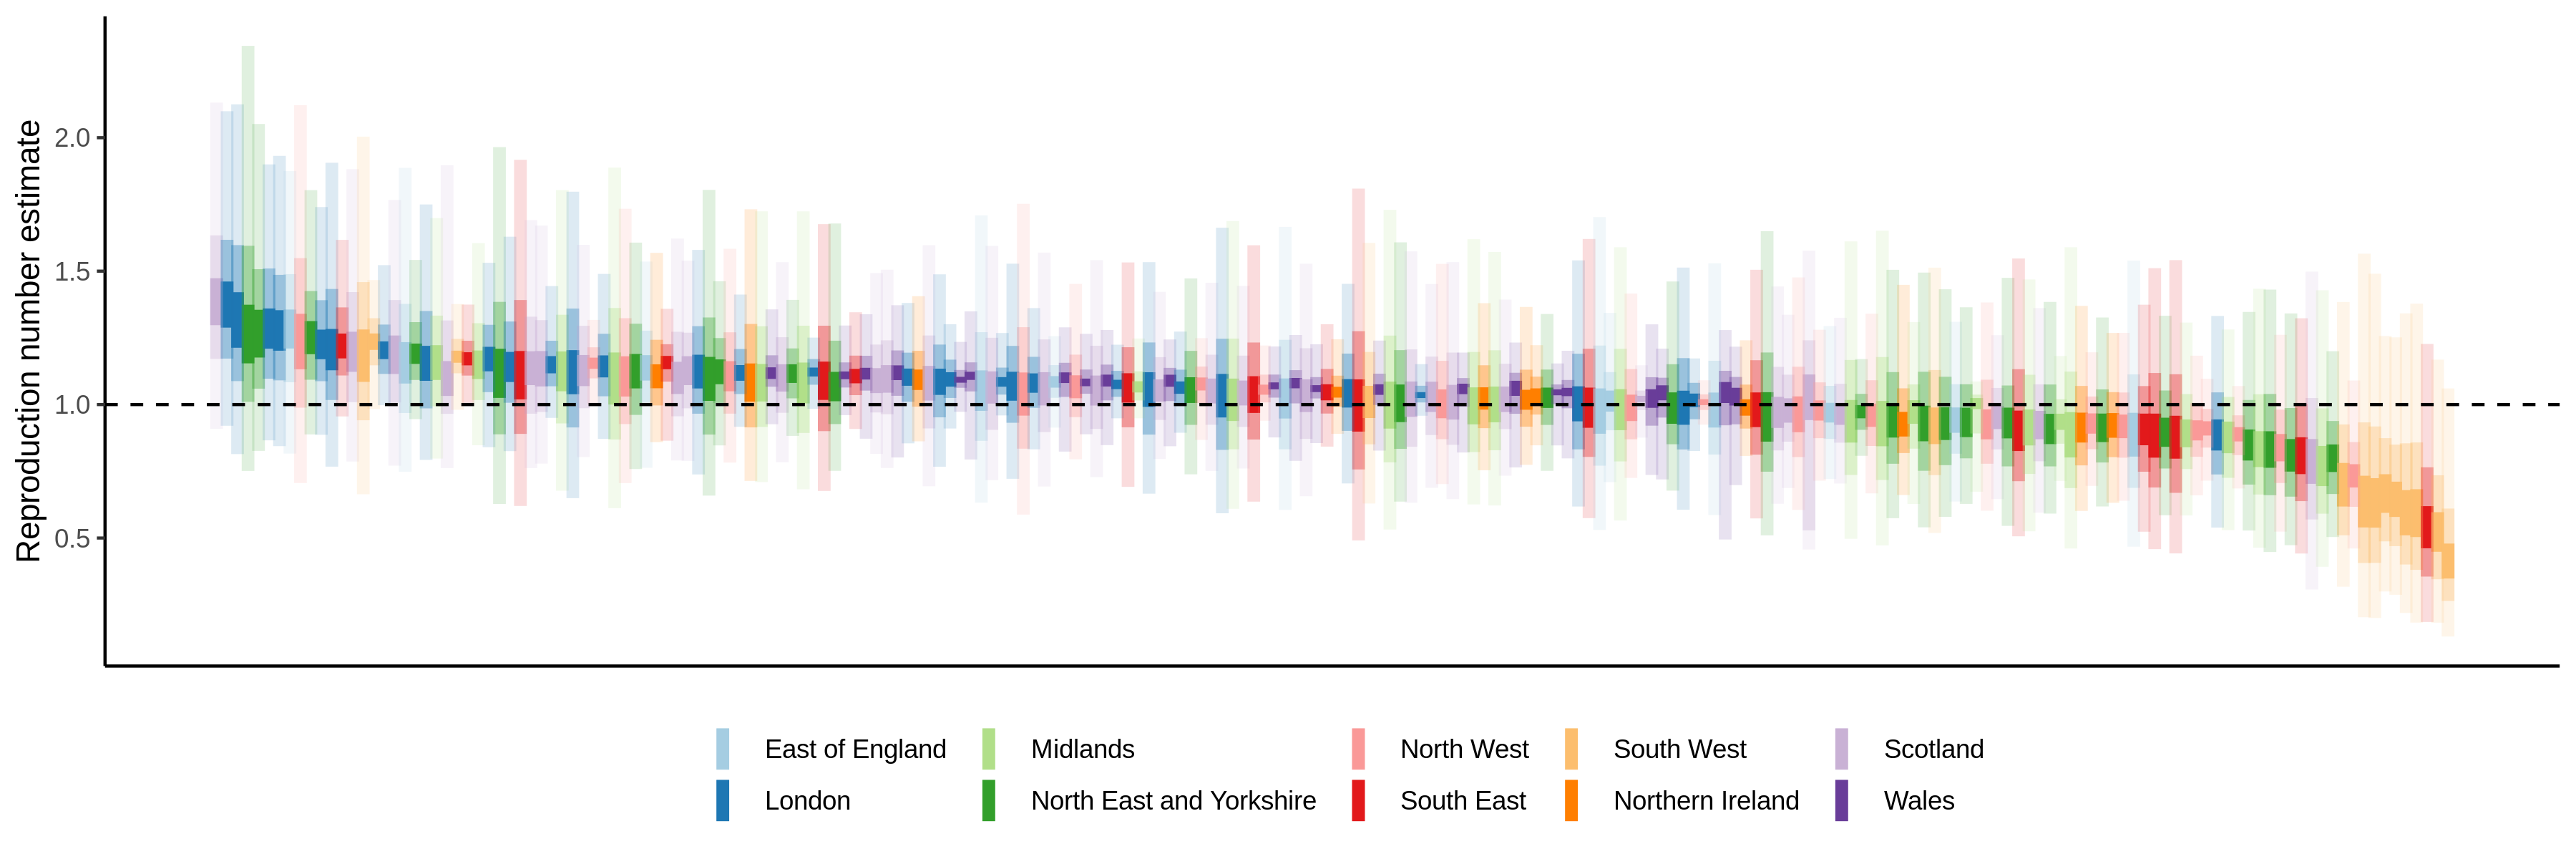 Reproduction number estimate
2.0
1.5
1.0
0.5
East of England Midlands North West South West Scotland
London North East and Yorkshire South East Northern Ireland Wales